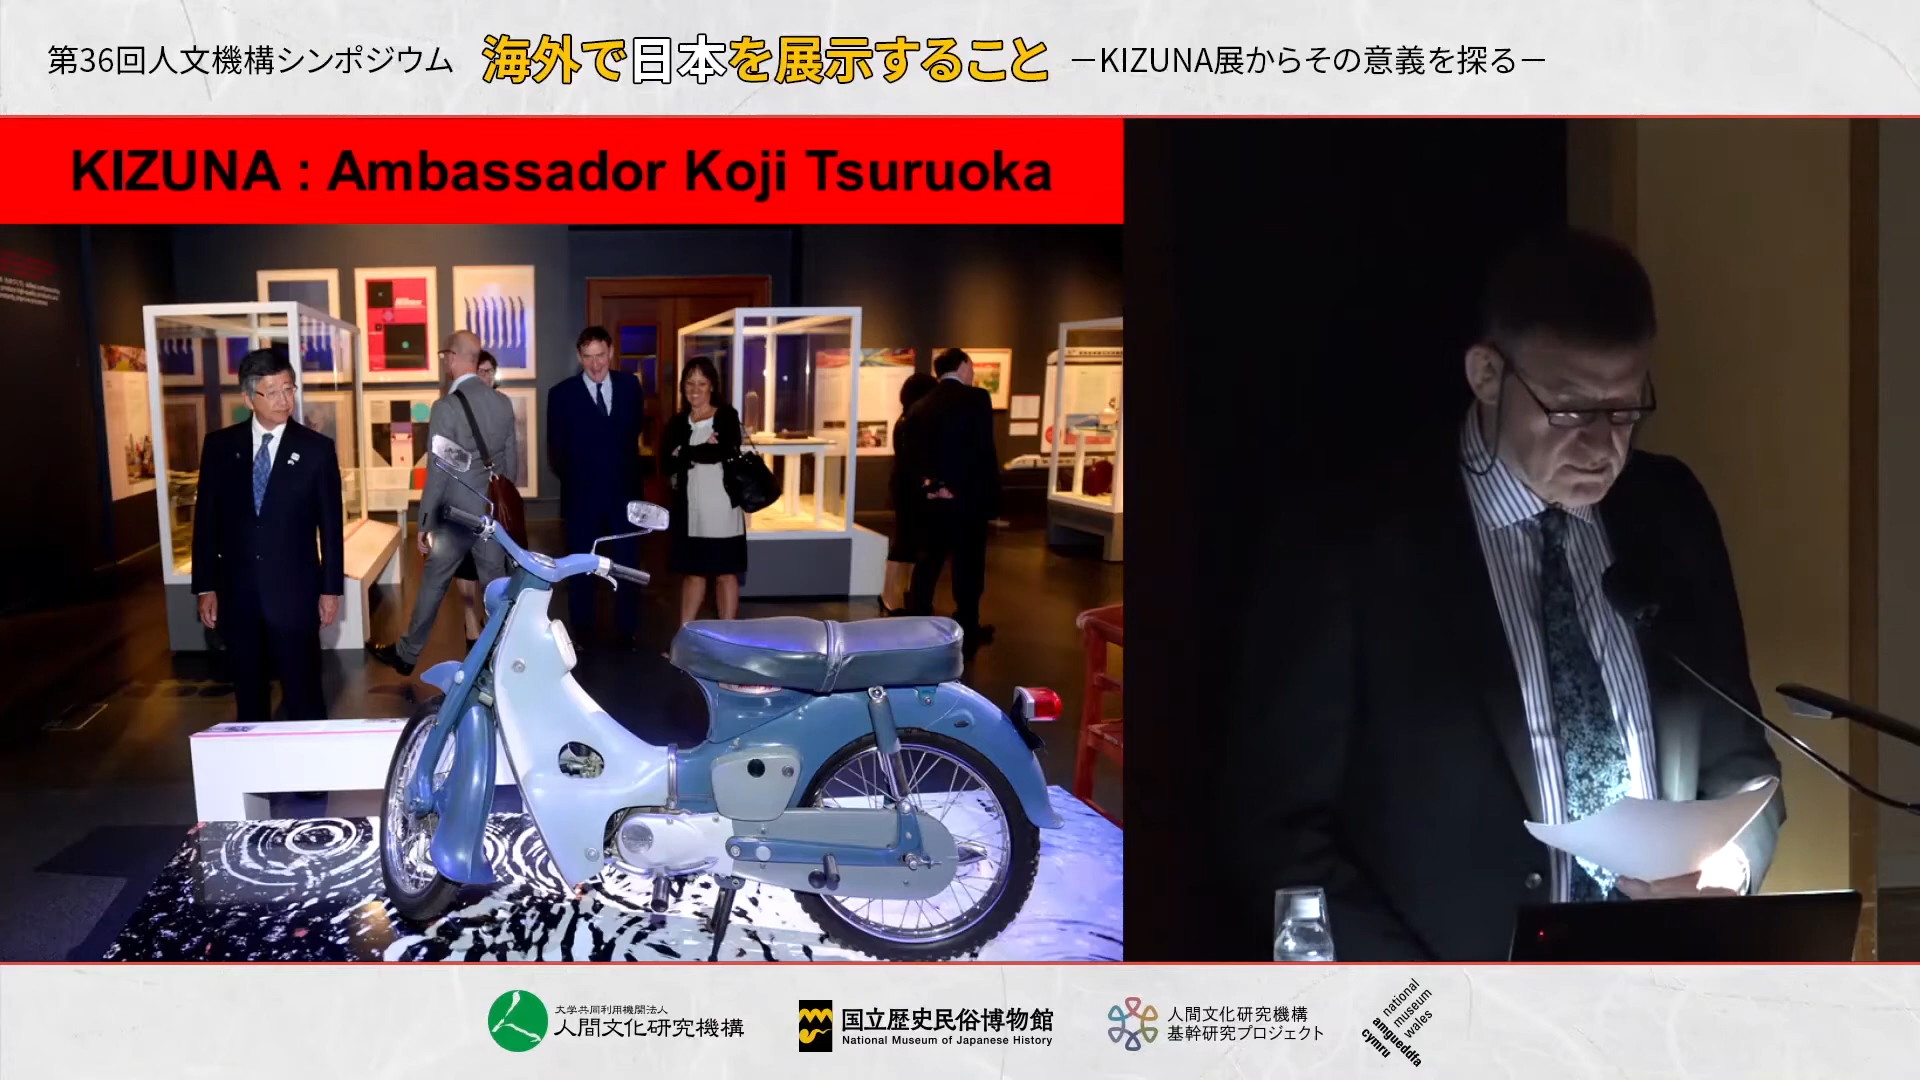 第36回人文機構シンポジウム 海外で日本を展示すること －KIZUNA展からその意義を探る－
KIZUNA : Ambassador Koji Tsuruoka
大学共同利用機関法人
人間文化研究機構
国立歴史民俗博物館
National Museum of Japanese History
人間文化研究機構
基幹研究プロジェクト
national
museum
wales
amgueddfa
cymru